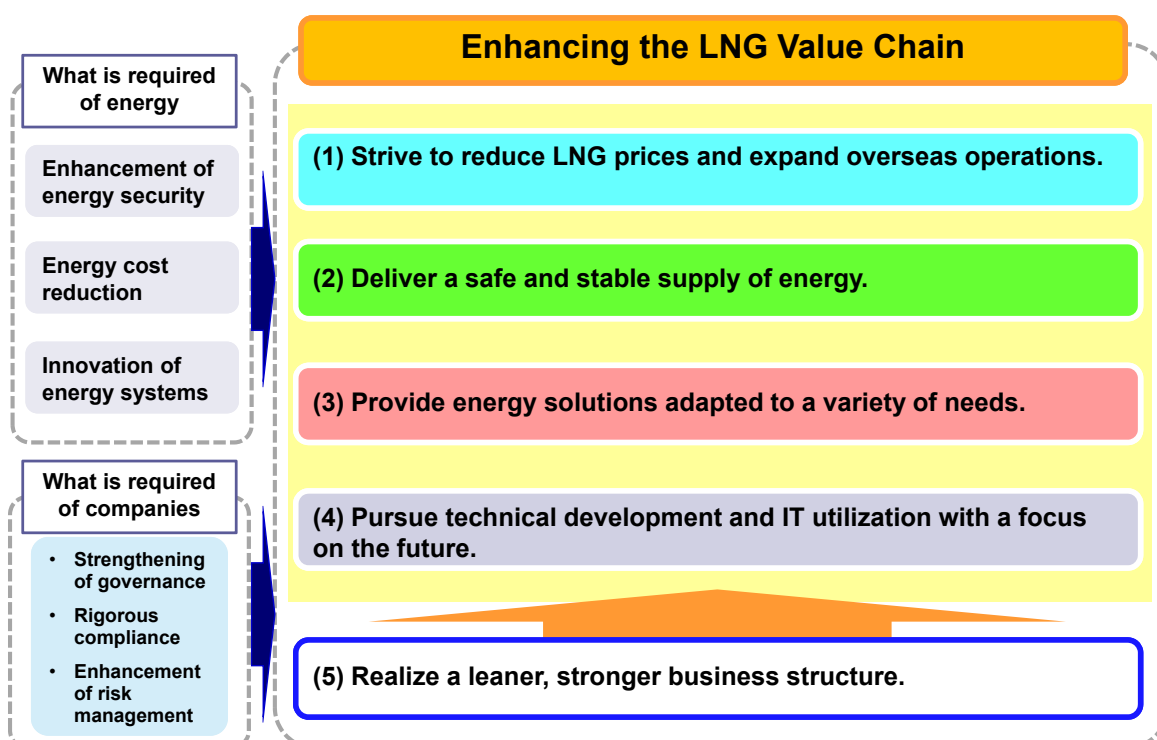 Enhancing the LNG Value Chain
What is required
of energy
Enhancement of
energy security
Energy cost
reduction
Innovation of
energy systems
What is required
of companies
• Strengthening
of governance
• Rigorous
compliance
• Enhancement
of risk
management
(1) Strive to reduce LNG prices and expand overseas operations.
(2) Deliver a safe and stable supply of energy.
(3) Provide energy solutions adapted to a variety of needs.
(4) Pursue technical development and IT utilization with a focus
on the future.
(5) Realize a leaner, stronger business structure.